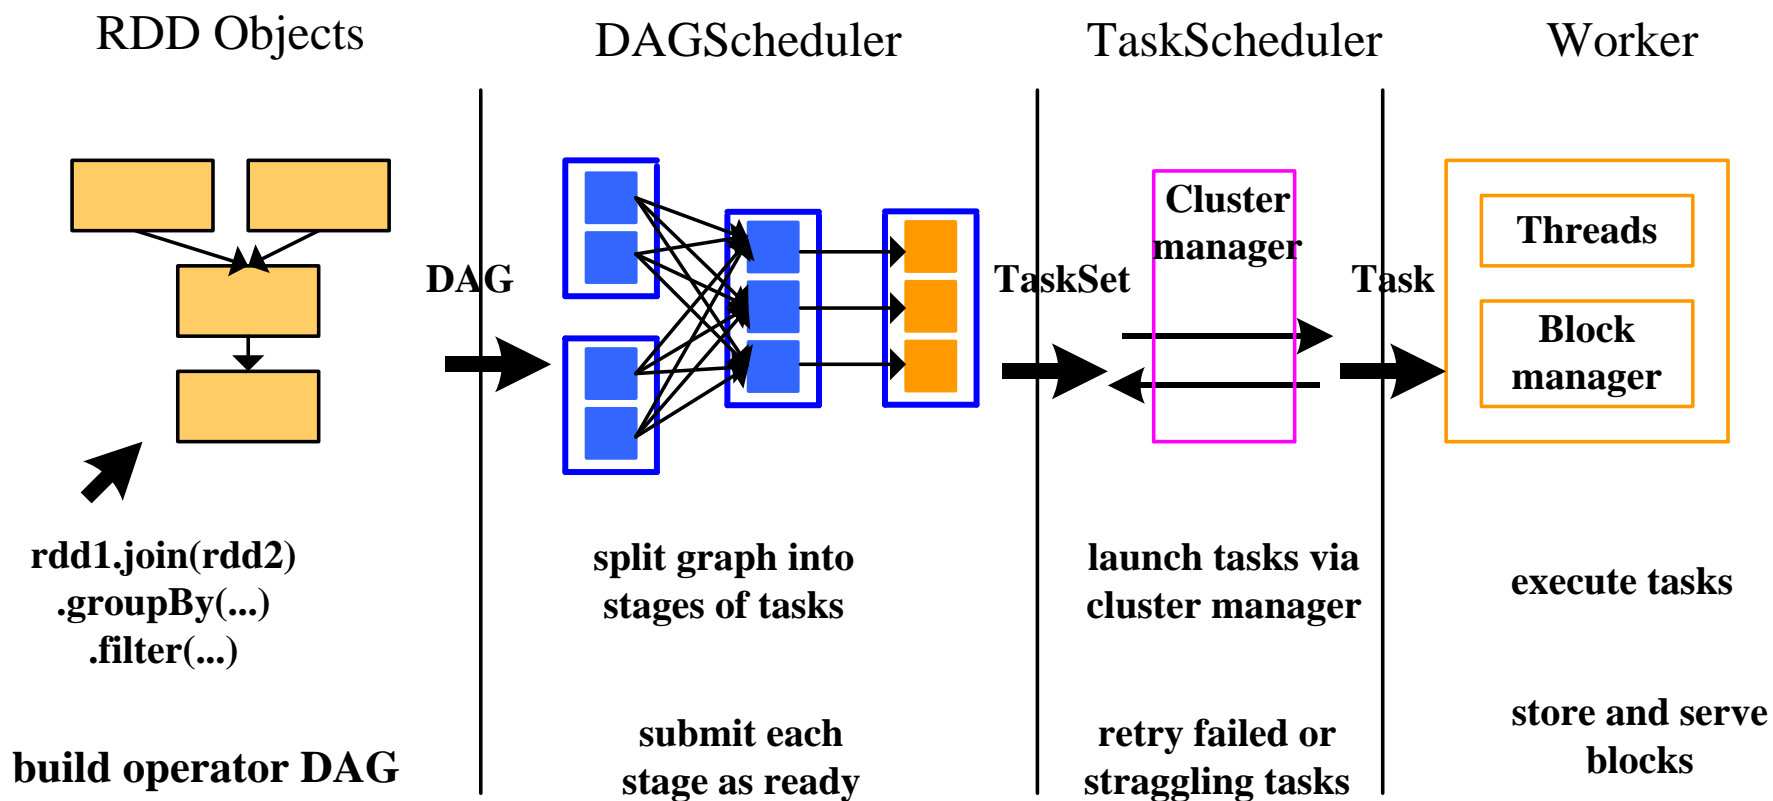 RDD Objects
DAGScheduler
TaskScheduler
Worker
DAG
TaskSet
Cluster
manager
Task
Threads
Block
manager
rdd1.join(rdd2)
.groupBy(...)
.filter(...)
build operator DAG
split graph into
stages of tasks
submit each
stage as ready
launch tasks via
cluster manager
retry failed or
straggling tasks
execute tasks
store and serve
blocks